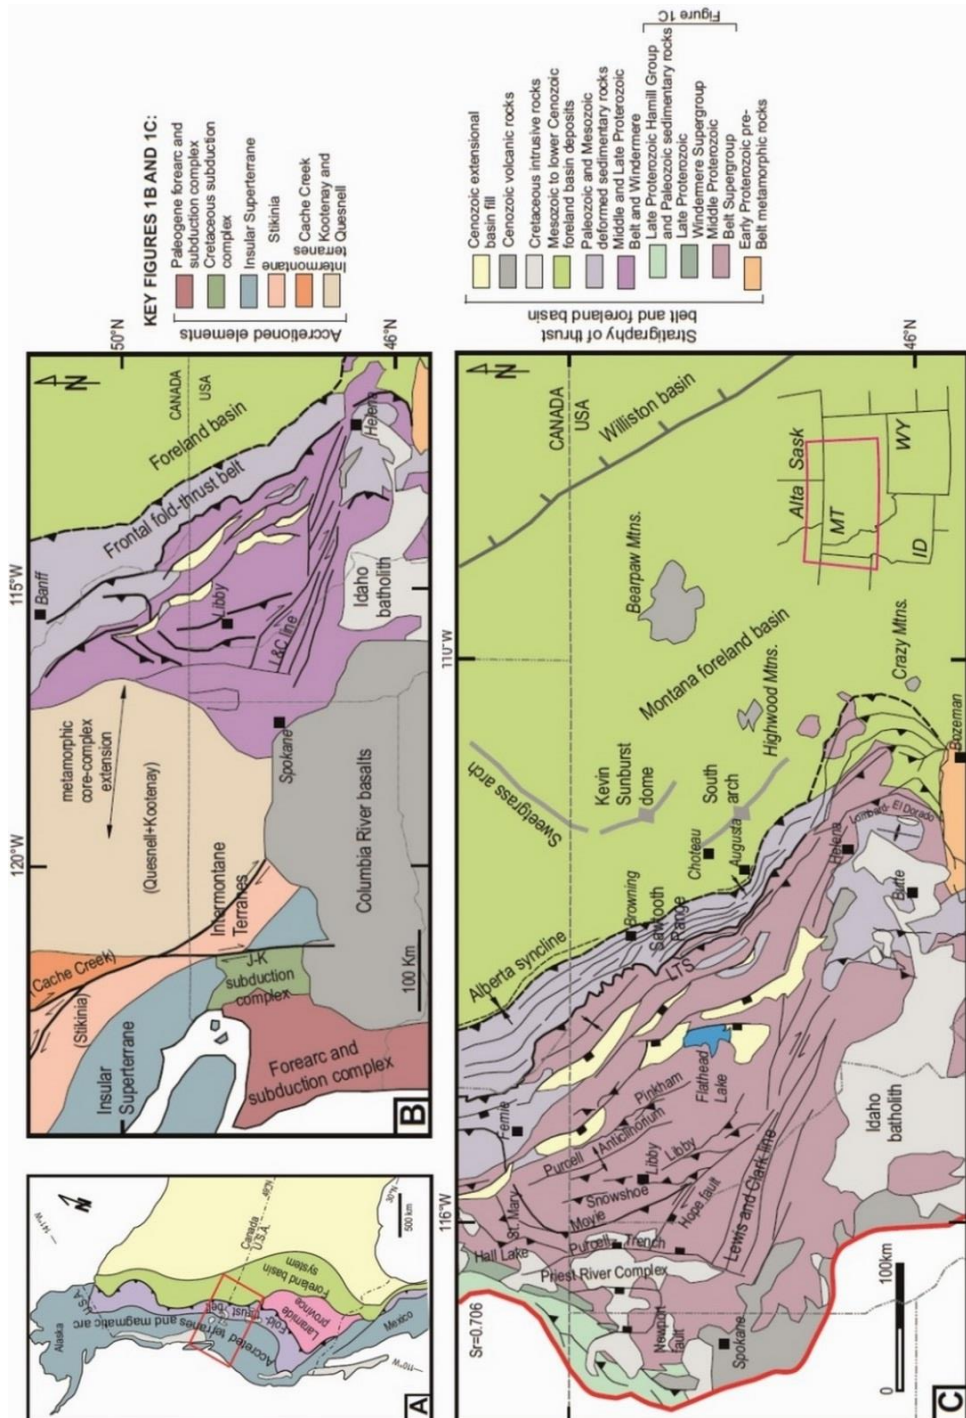 A
141°W
Alaska
U.S.A.
Canada
U.S.A.
49°N
30°N
110°W
500 km
N
Accreted terranes and magmatic arc
Foreland basin
system
Fold-
thrust
belt
Laramide
province
Mexico
B
120°W
115°W
50°N
46°N
N
CANADA
USA
(Cache Creek)
(Stikinia)
Insular
Superterrane
Intermontane
Terranes
(Quesnell+Kootenay)
metamorphic
core-complex
extension
Banff
Frontal fold-thrust belt
Foreland basin
Libby
L&C line
Helena
Spokane
Idaho
batholith
Columbia River basalts
J-K
subduction
complex
Forearc and
subduction complex
100 Km
KEY FIGURES 1B AND 1C:
Accretioned elements
Paleogene forearc and
subduction complex
Cretaceous subduction
complex
Insular Superterrane
Intermontane
terranes
Stikinia
Cache Creek
Kootenay and
Quesnell
Stratigraphy of thrust
belt and foreland basin
Cenozoic extensional
basin fill
Cenozoic volcanic rocks
Cretaceous intrusive rocks
Mesozoic to lower Cenozoic
foreland basin deposits
Paleozoic and Mesozoic
deformed sedimentary rocks
Middle and Late Proterozoic
Belt and Windermere
Late Proterozoic Hamill Group
and Paleozoic sedimentary rocks
Late Proterozoic
Windermere Supergroup
Middle Proterozoic
Belt Supergroup
Early Proterozoic pre-
Belt metamorphic rocks
Figure 1C
C
116°W
110°W
46°N
N
CANADA
USA
Sr=0.706
Hall Lake
St. Mary
Fernie
Alberta syncline
Sweetgrass arch
Kevin
Sunburst
dome
South
arch
Browning
Sawtooth
Range
Choteau
Augusta
Bearpaw Mtns.
Williston basin
Montana foreland basin
Highwood Mtns.
Crazy Mtns.
Purcell
Anticlinorium
Pinkham
Libby
Libby
Snowshoe
Moyie
Purcell
Trench
Hope fault
Priest River Complex
Newport
fault
Spokane
Lewis and Clark line
Flathead
Lake
LTS
Helena
Lombard-
El Dorado
Butte
Bozeman
Idaho
batholith
0
100km
Alta
Sask
MT
ID
WY